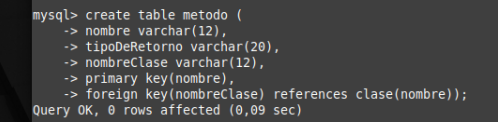 mysql> create table metodo (
    -> nombre varchar(12),
    -> tipoDeRetorno varchar(20),
    -> nombreClase varchar(12),
    -> primary key(nombre),
    -> foreign key(nombreClase) references clase(nombre));
Query OK, 0 rows affected (0,09 sec)